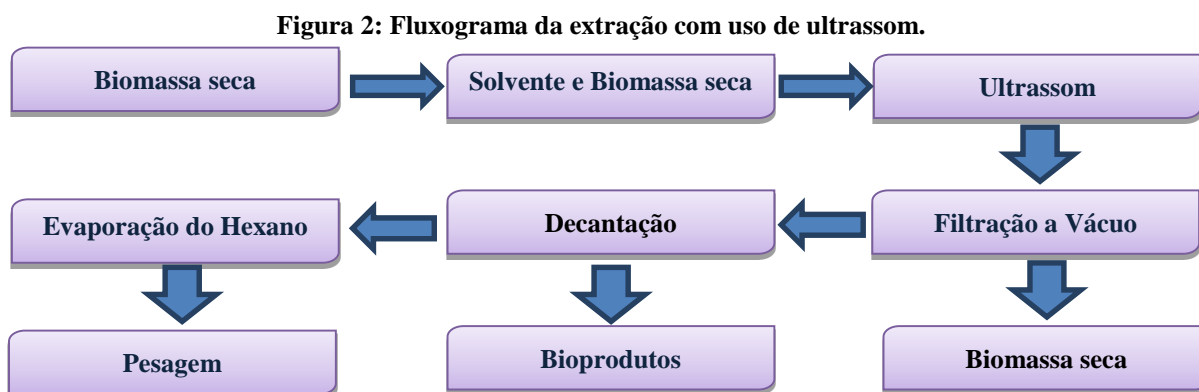 Figura 2: Fluxograma da extração com uso de ultrassom.
Biomassa seca
Solvente e Biomassa seca
Ultrassom
Evaporação do Hexano
Decantação
Filtração a Vácuo
Pesagem
Bioprodutos
Biomassa seca